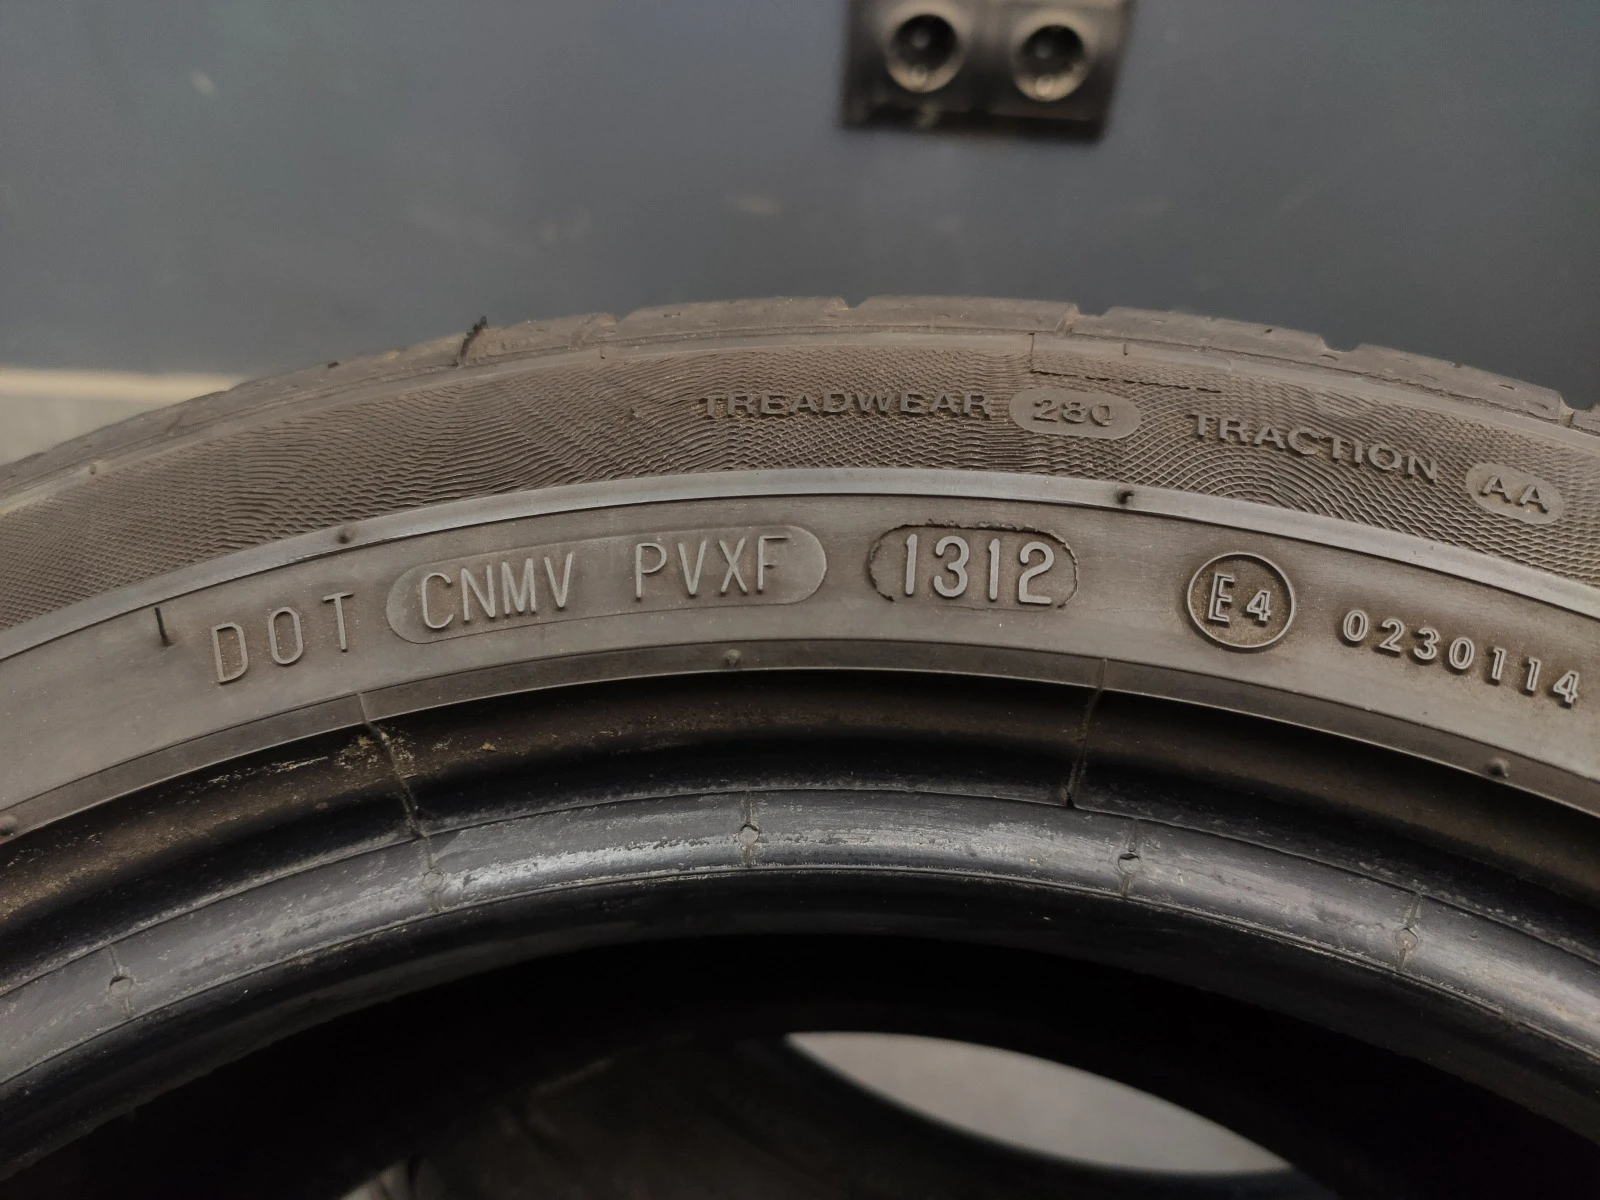 TREADWEAR 280 TRACTION AA
DOT CNMV PVXF 1312 E4 0230114